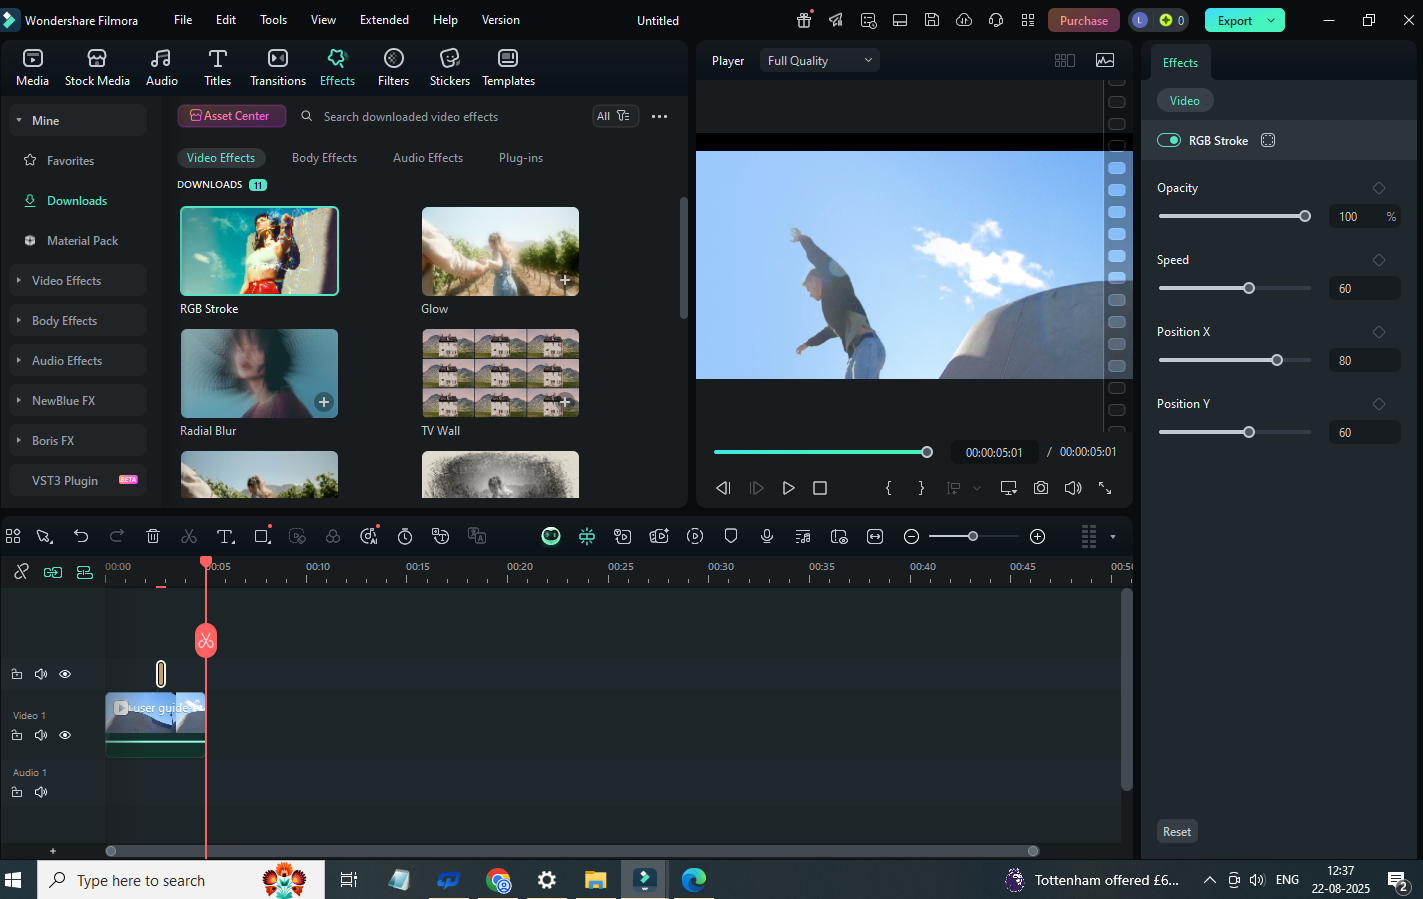 Wondershare Filmora
File
Edit
Tools
View
Extended
Help
Version
Untitled
Purchase
L
0
Export
Media
Stock Media
Audio
Titles
Transitions
Effects
Filters
Stickers
Templates
Mine
Favorites
Downloads
Material Pack
Video Effects
Body Effects
Audio Effects
NewBlue FX
Boris FX
VST3 Plugin
BETA
Asset Center
Search downloaded video effects
All
Video Effects
Body Effects
Audio Effects
Plug-ins
DOWNLOADS 11
RGB Stroke
Glow
Radial Blur
TV Wall
Player
Full Quality
00:00:05:01 / 00:00:05:01
Effects
Video
RGB Stroke
Opacity
100 %
Speed
60
Position X
80
Position Y
60
Reset
00:00
00:05
00:10
00:15
00:20
00:25
00:30
00:35
00:40
00:45
Video 1
user guide
Audio 1
Type here to search
Tottenham offered £6...
ENG
12:37
22-08-2025
2